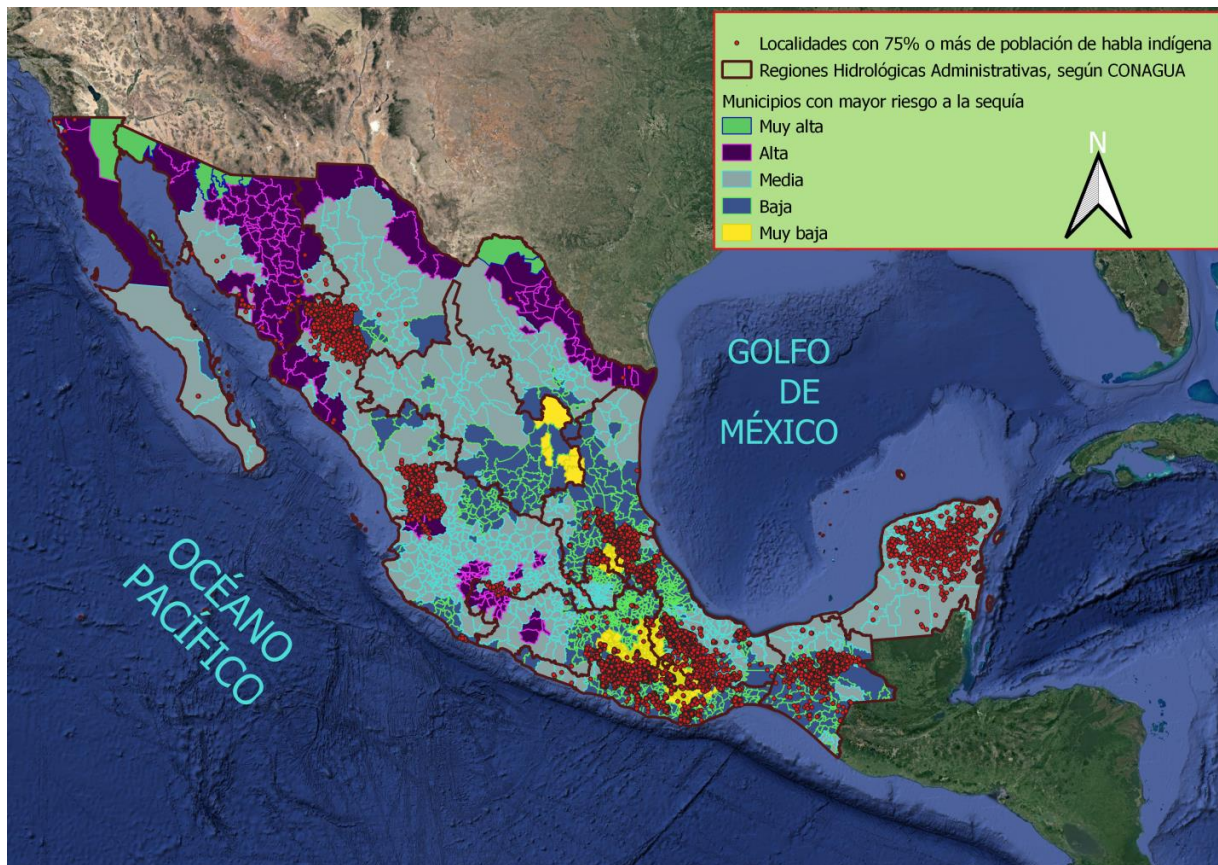 Localidades con 75% o más de población de habla indígena
Regiones Hidrológicas Administrativas, según CONAGUA
Municipios con mayor riesgo a la sequía
Muy alta
Alta
Media
Baja
Muy baja
N
GOLFO
DE
MÉXICO
OCÉANO
PACÍFICO